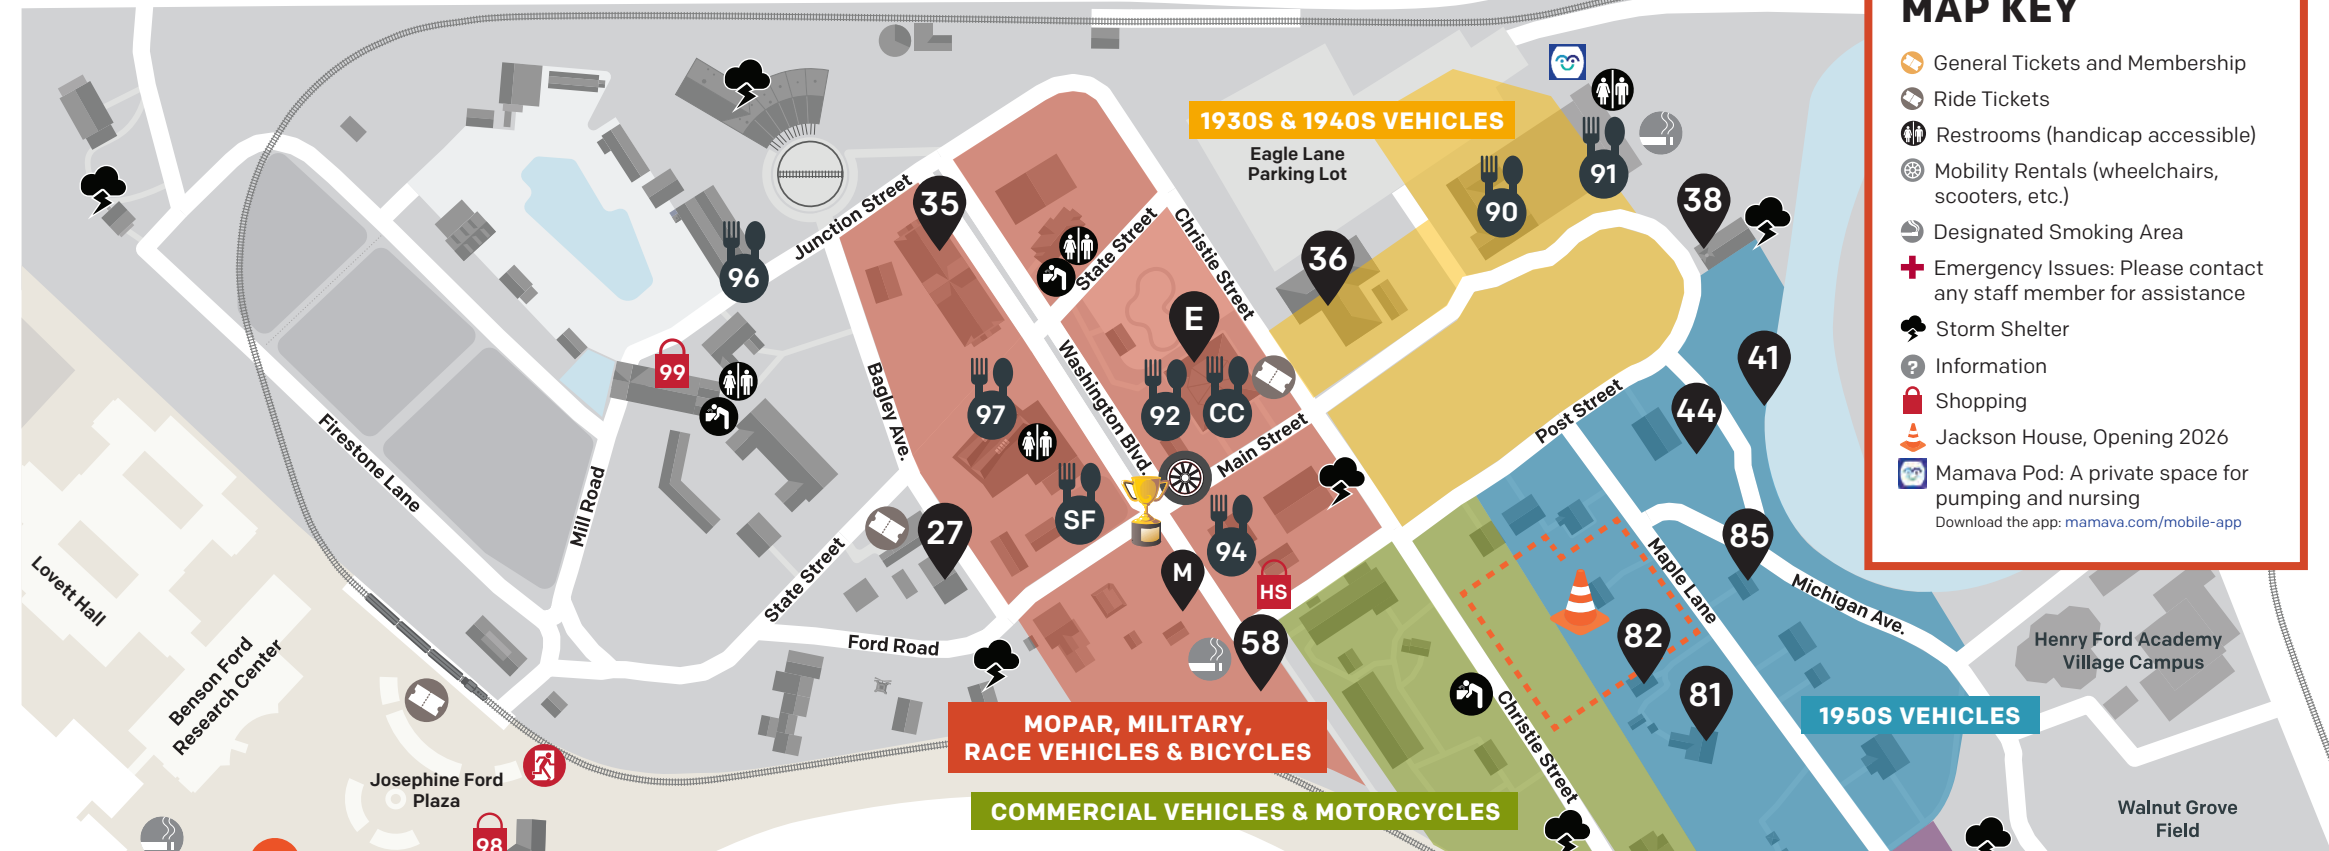 MAP KEY
General Tickets and Membership
Ride Tickets
Restrooms (handicap accessible)
Mobility Rentals (wheelchairs,
scooters, etc.)
Designated Smoking Area
Emergency Issues: Please contact
any staff member for assistance
Storm Shelter
?
Information
Shopping
Jackson House, Opening 2026
Mamava Pod: A private space for
pumping and nursing
Download the app: mamava.com/mobile-app
1930S & 1940S VEHICLES
Eagle Lane
Parking Lot
91
90
38
36
35
Junction Street
96
State Street
Christie Street
E
99
Bagley Ave.
97
Washington Blvd.
92
CC
Main Street
41
44
Post Street
Firestone Lane
Mill Road
SF
27
94
M
HS
58
State Street
Ford Road
85
Maple Lane
Michigan Ave.
82
81
Henry Ford Academy
Village Campus
Lovett Hall
Benson Ford
Research Center
MOPAR, MILITARY,
RACE VEHICLES & BICYCLES
1950S VEHICLES
Christie Street
Josephine Ford
Plaza
COMMERCIAL VEHICLES & MOTORCYCLES
Walnut Grove
Field
98